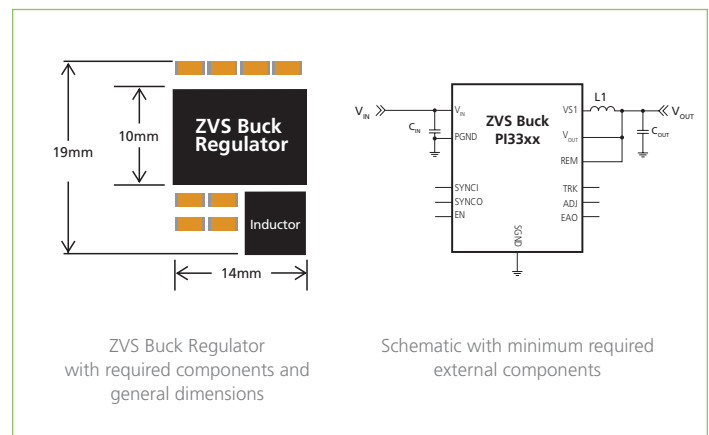 19mm
10mm
ZVS Buck
Regulator
Inductor
14mm
ZVS Buck Regulator
with required components and
general dimensions
V_IN
C_IN
V_IN
PGND
SYNCI
SYNCO
EN
ZVS Buck
PI33xx
SGND
VS1
V_OUT
REM
TRK
ADJ
EAO
L1
V_OUT
C_OUT
Schematic with minimum required
external components